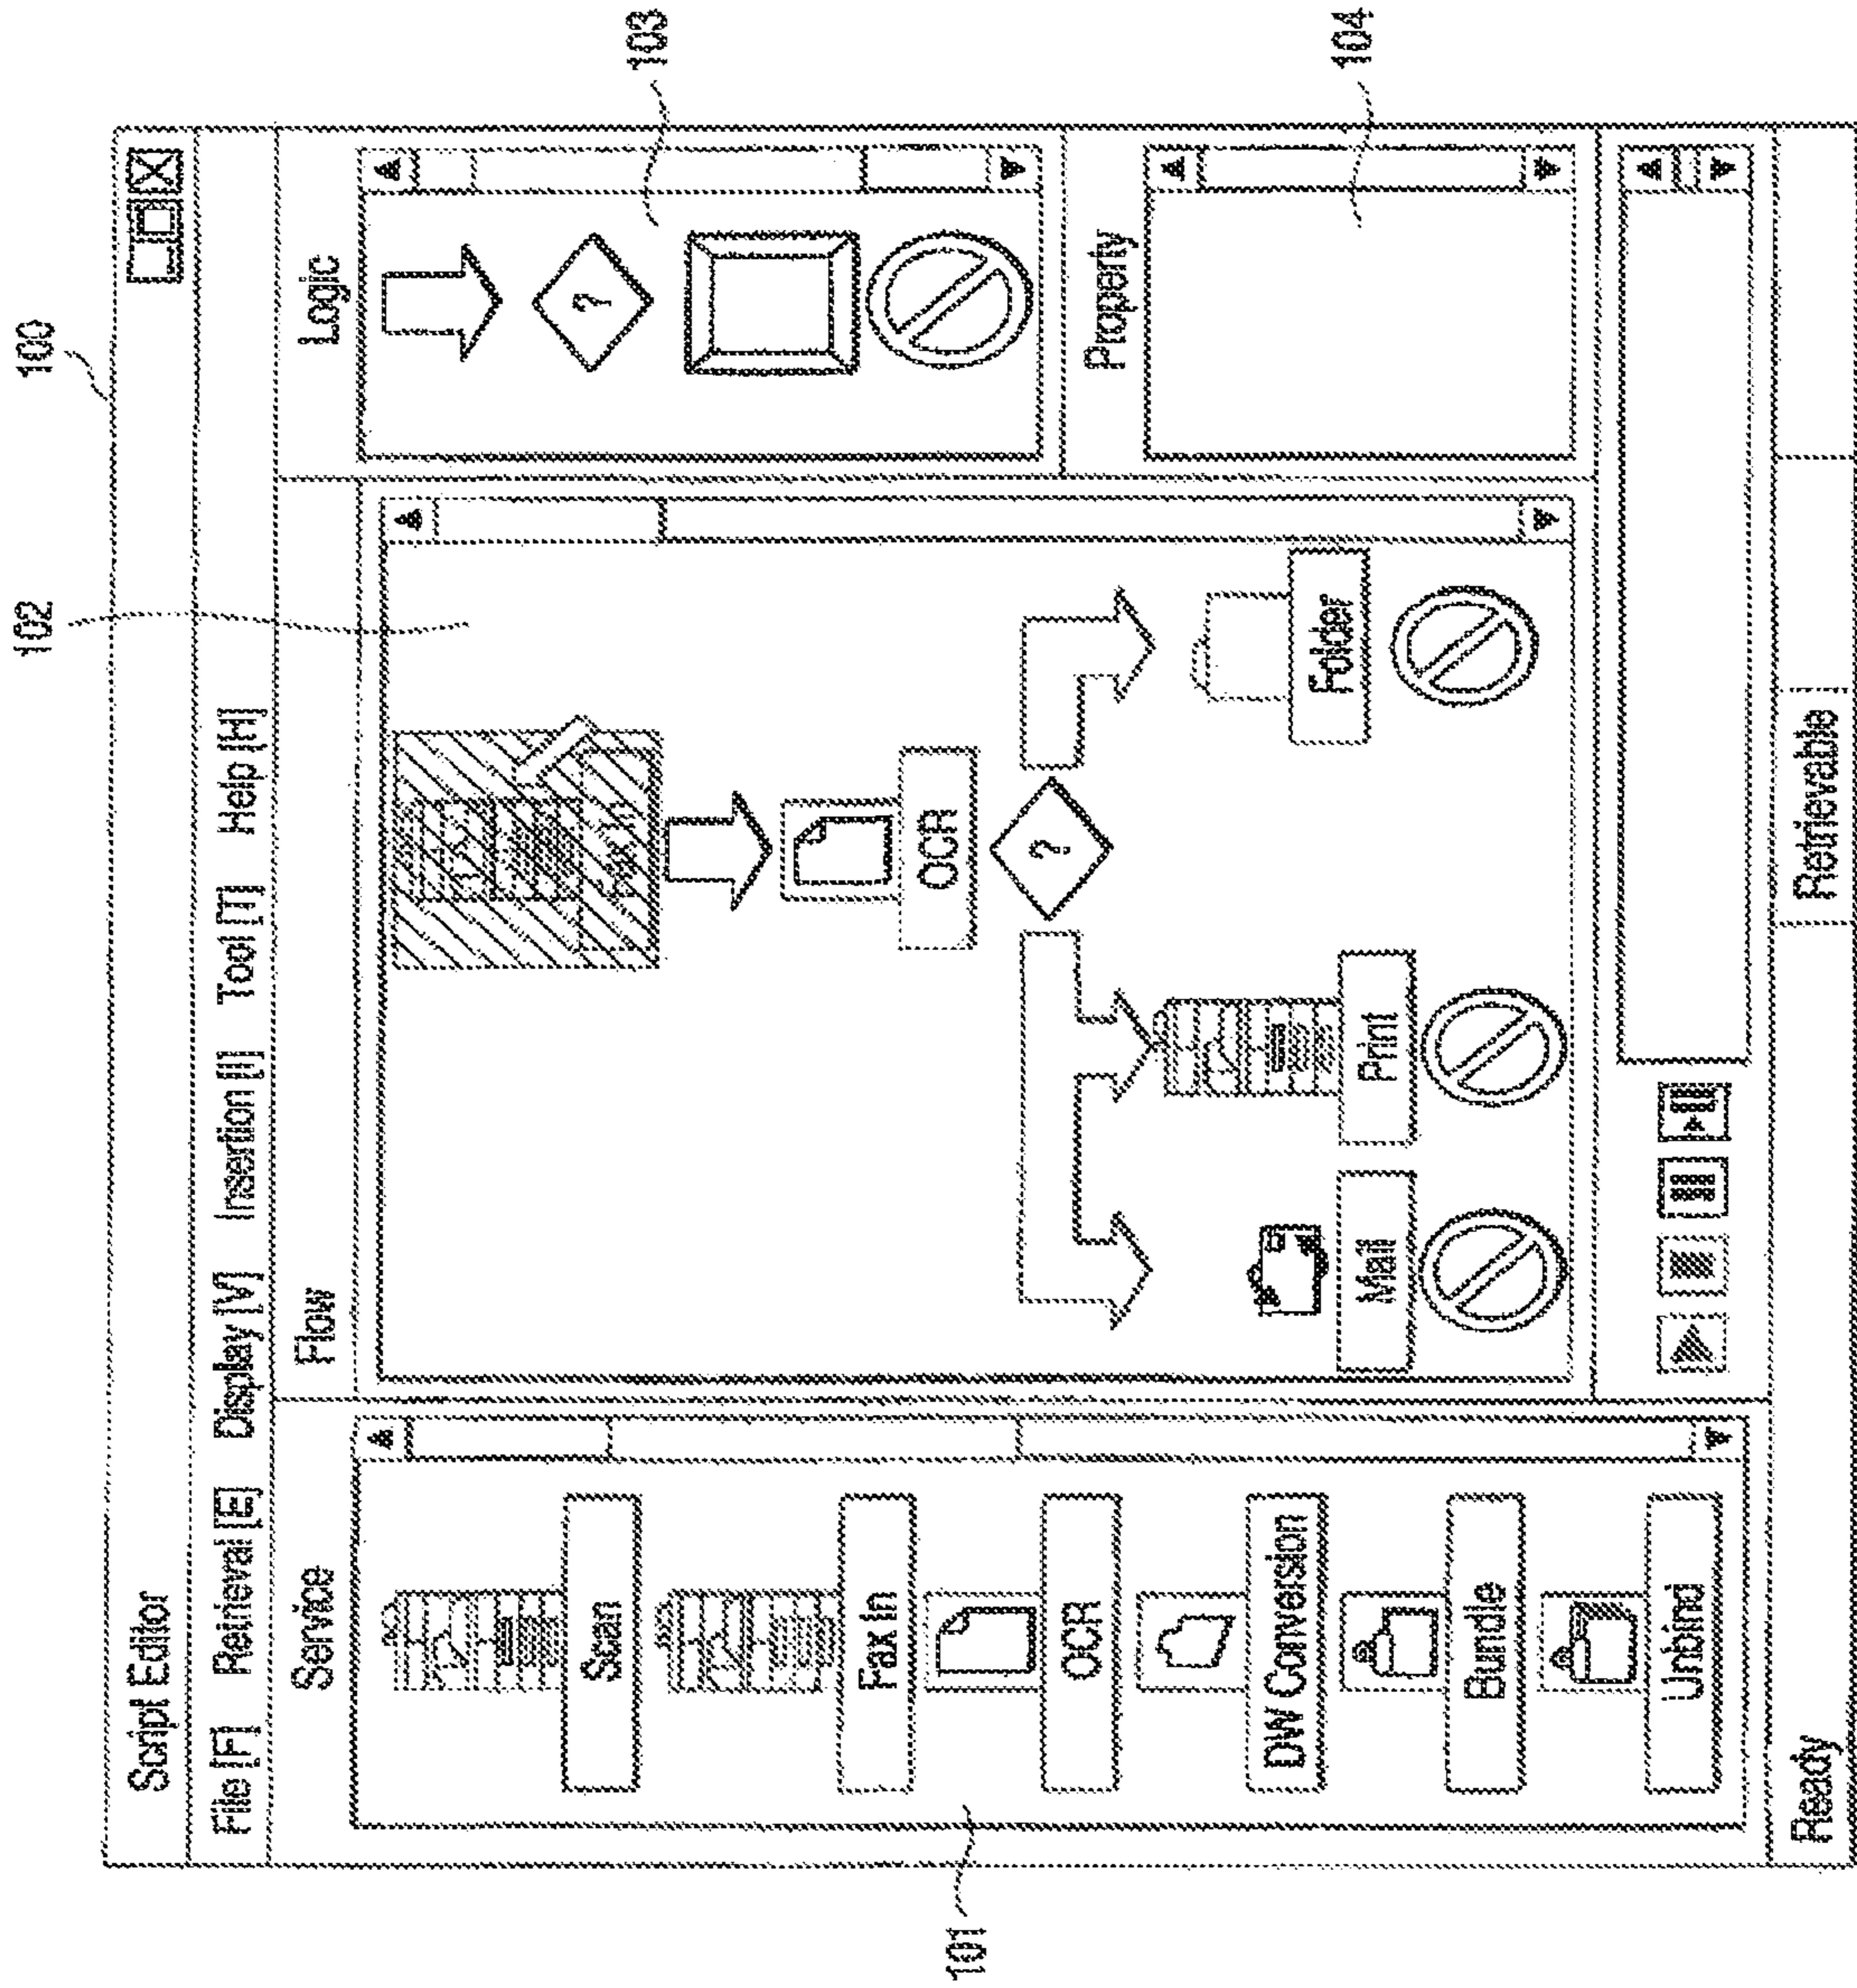 100
102
Script Editor
File [F] Retrieval [E] Display [V] Insertion [I] Tool [T] Help [H]
Service
Scan
Fax In
OCR
DW Conversion
Bundle
Unbind
101
Flow
OCR
?
Mail
Print
Folder
Logic
?
103
Property
104
Ready
Retrievable